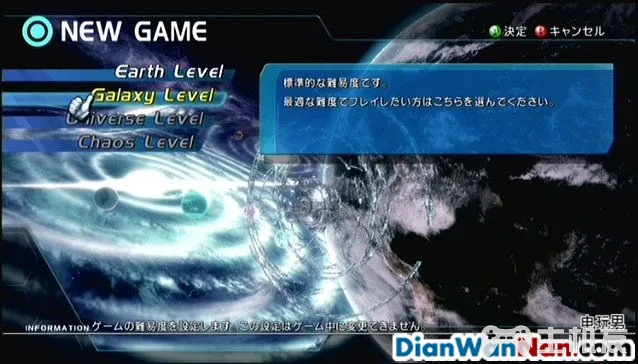 NEW GAME
A 決定 B キャンセル
Earth Level
Galaxy Level
Universe Level
Chaos Level
標準的な難易度です。
最適な難度でプレイしたい方はこちらを選んでください。
INFORMATION ゲームの難易度を設定します。この設定はゲーム中に変更できません。
电玩男
DianWanNan.com